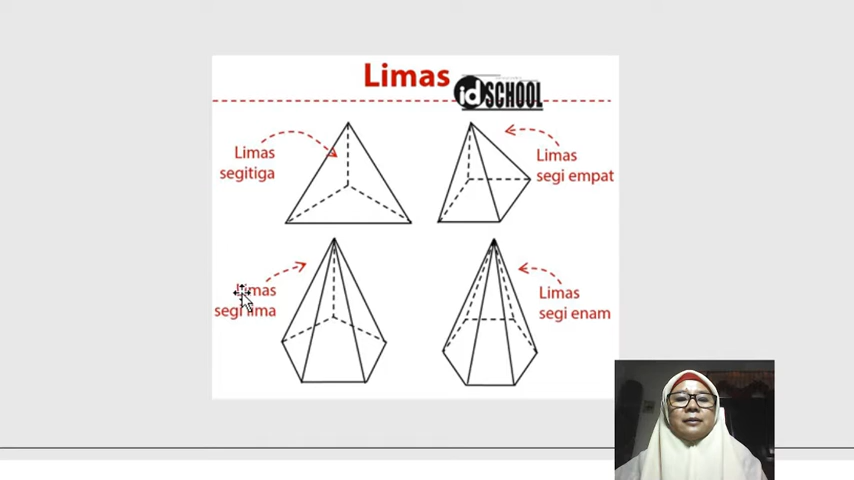 Limas
idSCHOOL
Limas
segitiga
Limas
segi empat
Limas
segi lima
Limas
segi enam